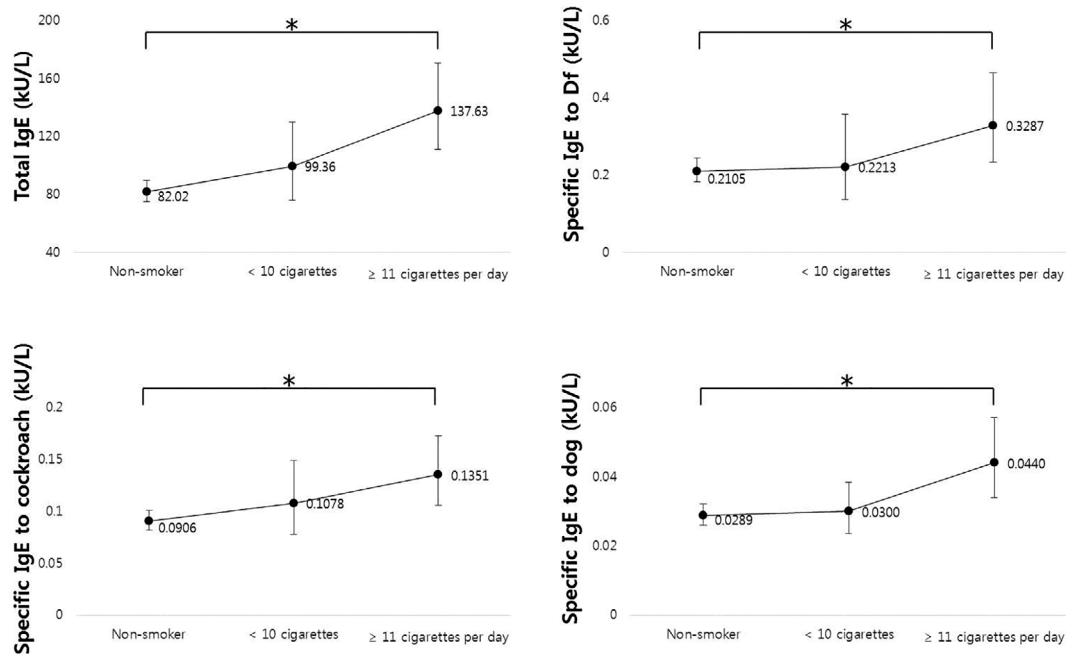 Total IgE (kU/L)
200
160
120
80
40
*
82.02
99.36
137.63
Non-smoker
< 10 cigarettes
≥ 11 cigarettes per day
Specific IgE to Df (kU/L)
0.6
0.4
0.2
0
*
0.2105
0.2213
0.3287
Non-smoker
< 10 cigarettes
≥ 11 cigarettes per day
Specific IgE to cockroach (kU/L)
0.2
0.15
0.1
0.05
0
*
0.0906
0.1078
0.1351
Non-smoker
< 10 cigarettes
≥ 11 cigarettes per day
Specific IgE to dog (kU/L)
0.06
0.04
0.02
0
*
0.0289
0.0300
0.0440
Non-smoker
< 10 cigarettes
≥ 11 cigarettes per day